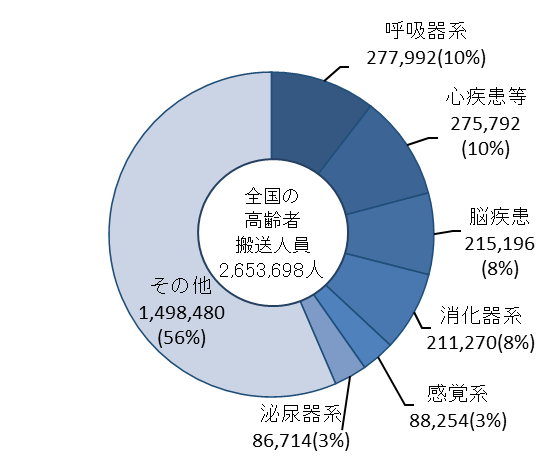 呼吸器系
277,992(10%)
心疾患等
275,792
(10%)
脳疾患
215,196
(8%)
消化器系
211,270(8%)
感覚系
88,254(3%)
泌尿器系
86,714(3%)
その他
1,498,480
(56%)
全国の
高齢者
搬送人員
2,653,698人